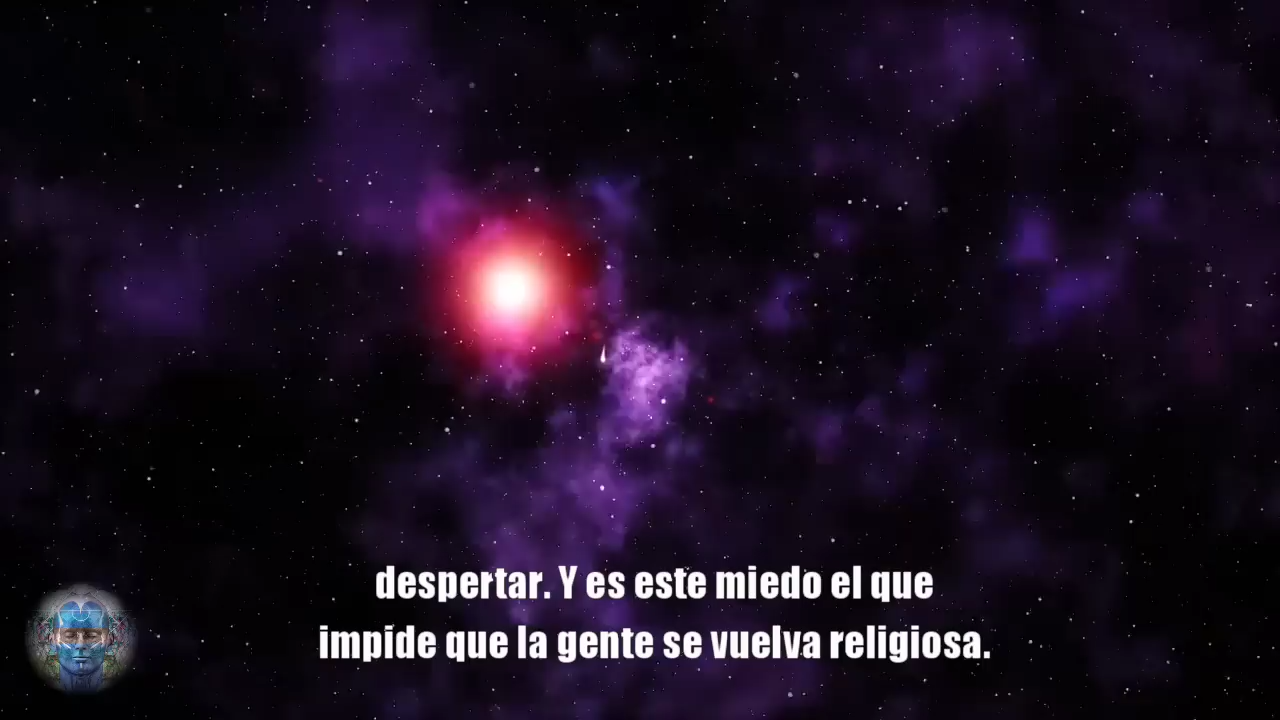 despertar. Y es este miedo el que
impide que la gente se vuelva religiosa.